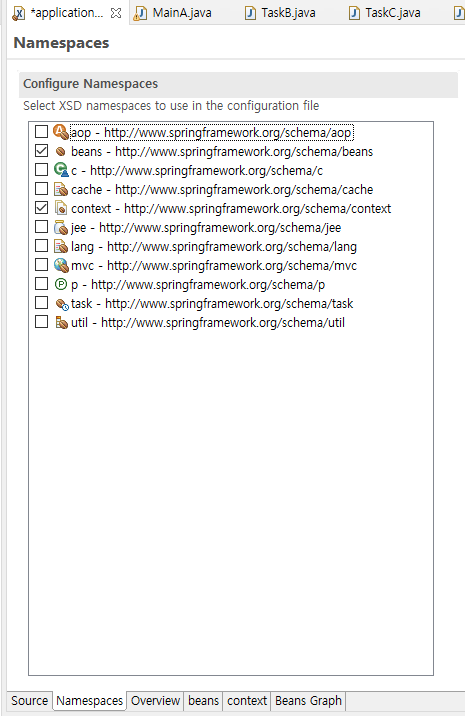 *application... MainA.java TaskB.java TaskC.java
Namespaces
Configure Namespaces
Select XSD namespaces to use in the configuration file
aop - http://www.springframework.org/schema/aop
beans - http://www.springframework.org/schema/beans
c - http://www.springframework.org/schema/c
cache - http://www.springframework.org/schema/cache
context - http://www.springframework.org/schema/context
jee - http://www.springframework.org/schema/jee
lang - http://www.springframework.org/schema/lang
mvc - http://www.springframework.org/schema/mvc
p - http://www.springframework.org/schema/p
task - http://www.springframework.org/schema/task
util - http://www.springframework.org/schema/util
Source Namespaces Overview beans context Beans Graph